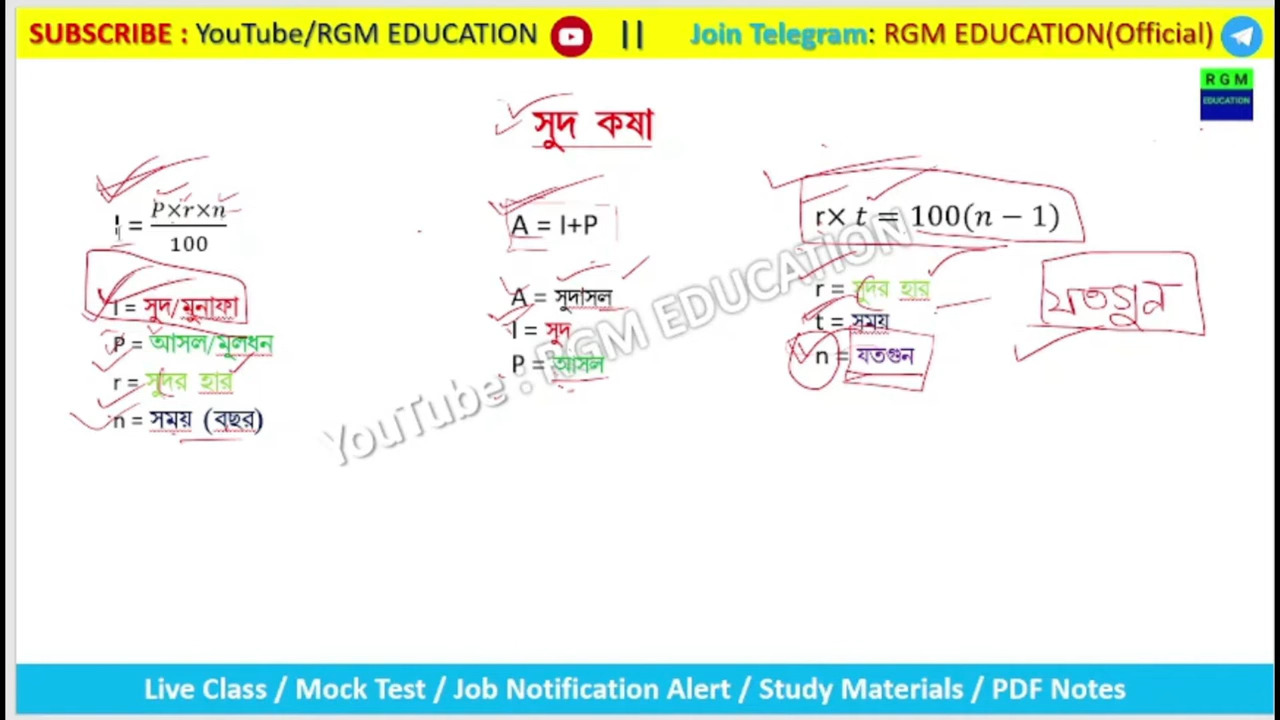 SUBSCRIBE : YouTube/RGM EDUCATION || Join Telegram: RGM EDUCATION(Official)
RGM
EDUCATION
সুদ কষা
I = P×r×n / 100
I = সুদ/মুনাফা
P = আসল/মূলধন
r = সুদের হার
n = সময় (বছর)
A = I+P
A = সুদাসল
I = সুদ
P = আসল
r× t = 100(n − 1)
r = সুদের হার
t = সময়
n = যতগুন
যতগুন
YouTube : RGM EDUCATION
Live Class / Mock Test / Job Notification Alert / Study Materials / PDF Notes